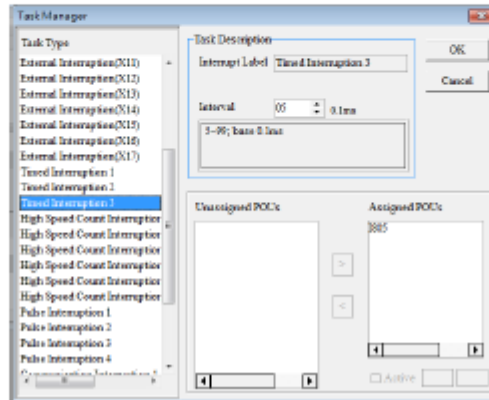 Task Manager
Task Type
External Interruption(X11)
External Interruption(X12)
External Interruption(X13)
External Interruption(X14)
External Interruption(X15)
External Interruption(X16)
External Interruption(X17)
Timed Interruption 1
Timed Interruption 2
Timed Interruption 3
High Speed Count Interruption
High Speed Count Interruption
High Speed Count Interruption
High Speed Count Interruption
High Speed Count Interruption
High Speed Count Interruption
Pulse Interruption 1
Pulse Interruption 2
Pulse Interruption 3
Pulse Interruption 4
Task Description
Interrupt Label Timed Interruption 3
Interval 05 0.1ms
5~99; base 0.1ms
OK
Cancel
Unassigned POUs
Assigned POUs
I805
>
<
Active